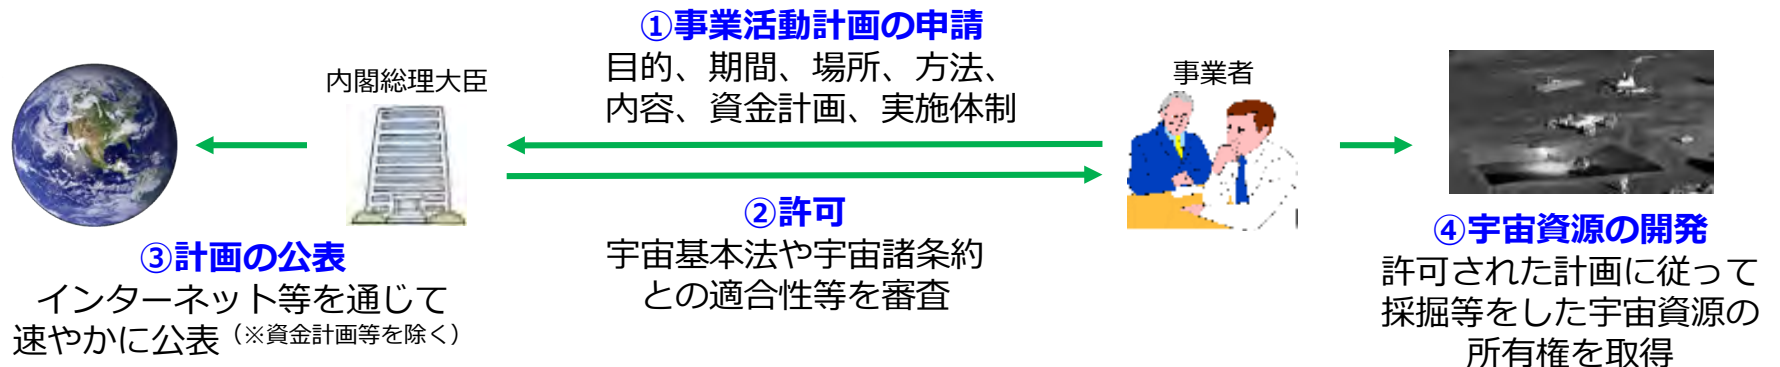 ①事業活動計画の申請
目的、期間、場所、方法、
内容、資金計画、実施体制
内閣総理大臣
事業者
②許可
宇宙基本法や宇宙諸条約
との適合性等を審査
③計画の公表
インターネット等を通じて
速やかに公表（※資金計画等を除く）
④宇宙資源の開発
許可された計画に従って
採掘等をした宇宙資源の
所有権を取得